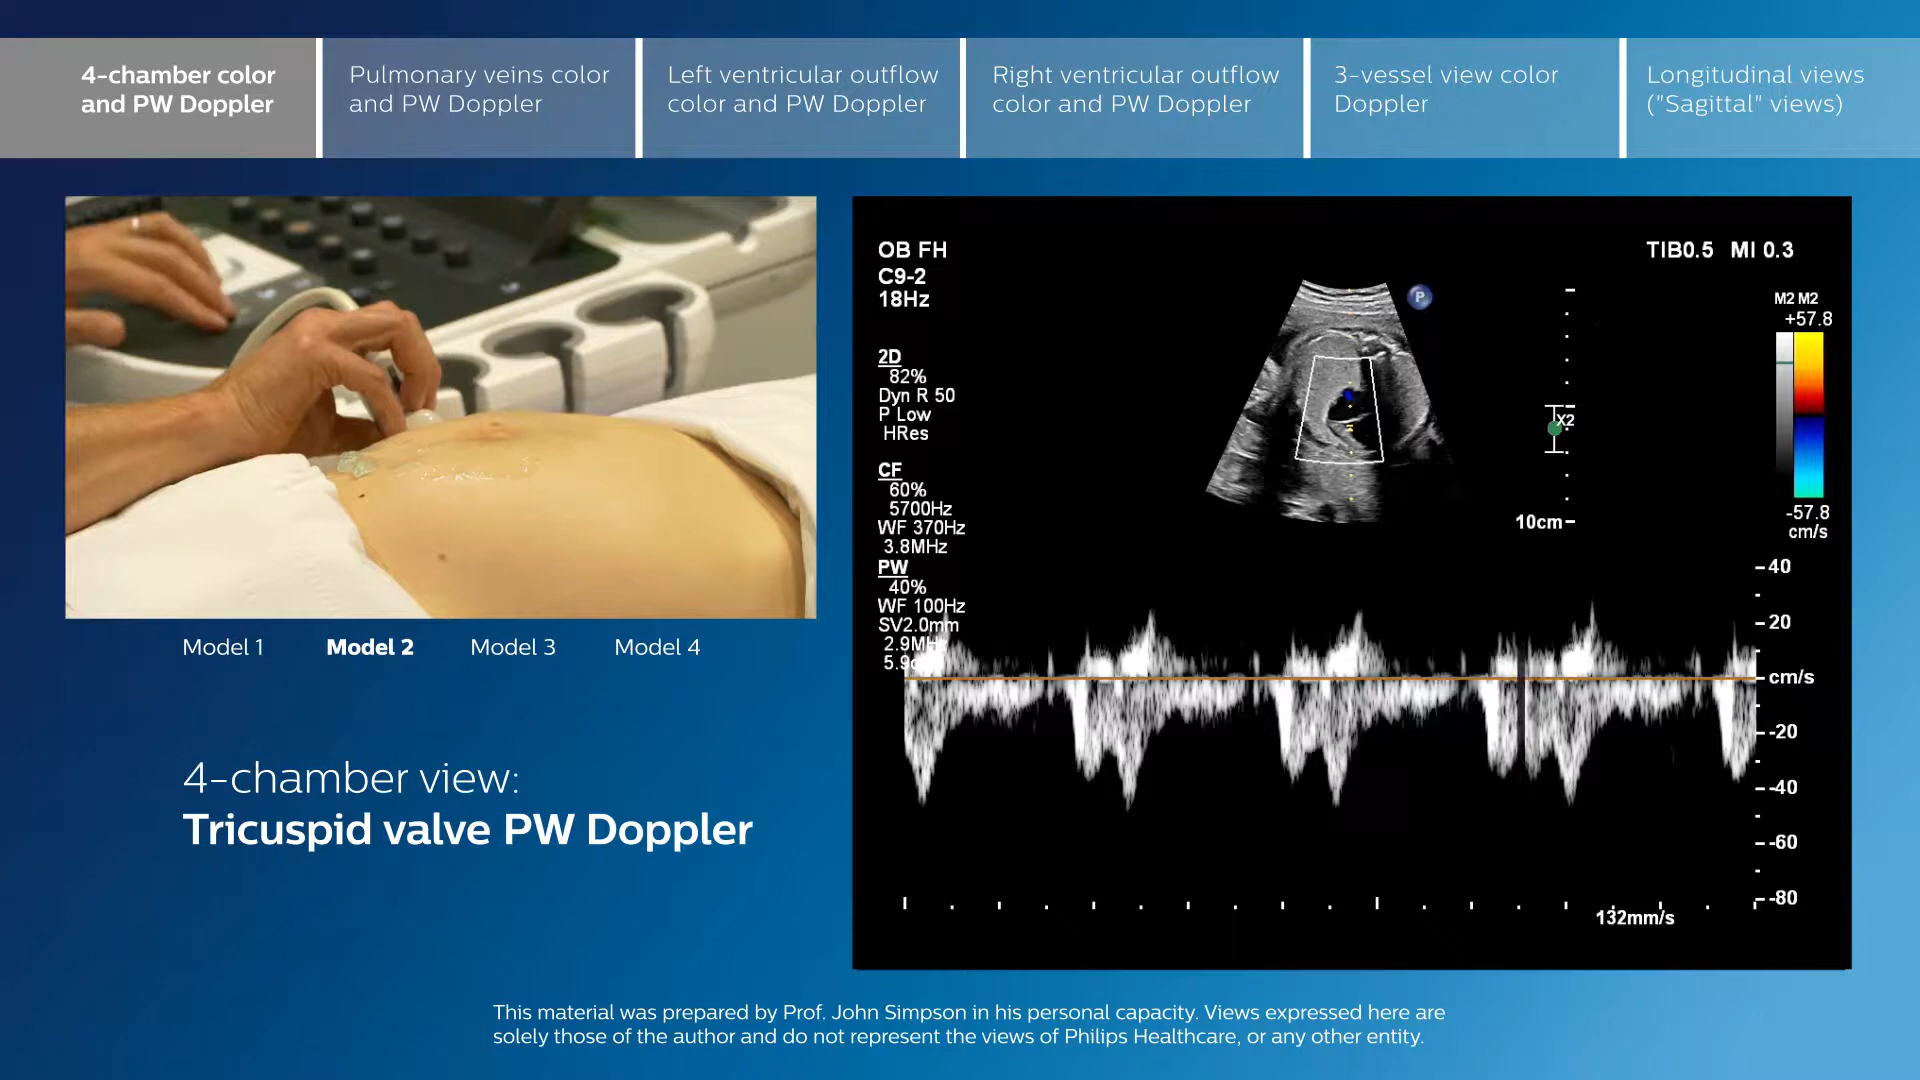 4-chamber color
and PW Doppler
Pulmonary veins color
and PW Doppler
Left ventricular outflow
color and PW Doppler
Right ventricular outflow
color and PW Doppler
3-vessel view color
Doppler
Longitudinal views
("Sagittal" views)
Model 1
Model 2
Model 3
Model 4
4-chamber view:
Tricuspid valve PW Doppler
OB FH
C9-2
18Hz
2D
82%
Dyn R 50
P Low
HRes
CF
60%
5700Hz
WF 370Hz
3.8MHz
PW
40%
WF 100Hz
SV2.0mm
P
TIB0.5 MI 0.3
M2 M2
+57.8
-57.8
cm/s
X2
10cm
40
20
cm/s
-20
-40
-60
-80
132mm/s
This material was prepared by Prof. John Simpson in his personal capacity. Views expressed here are
solely those of the author and do not represent the views of Philips Healthcare, or any other entity.